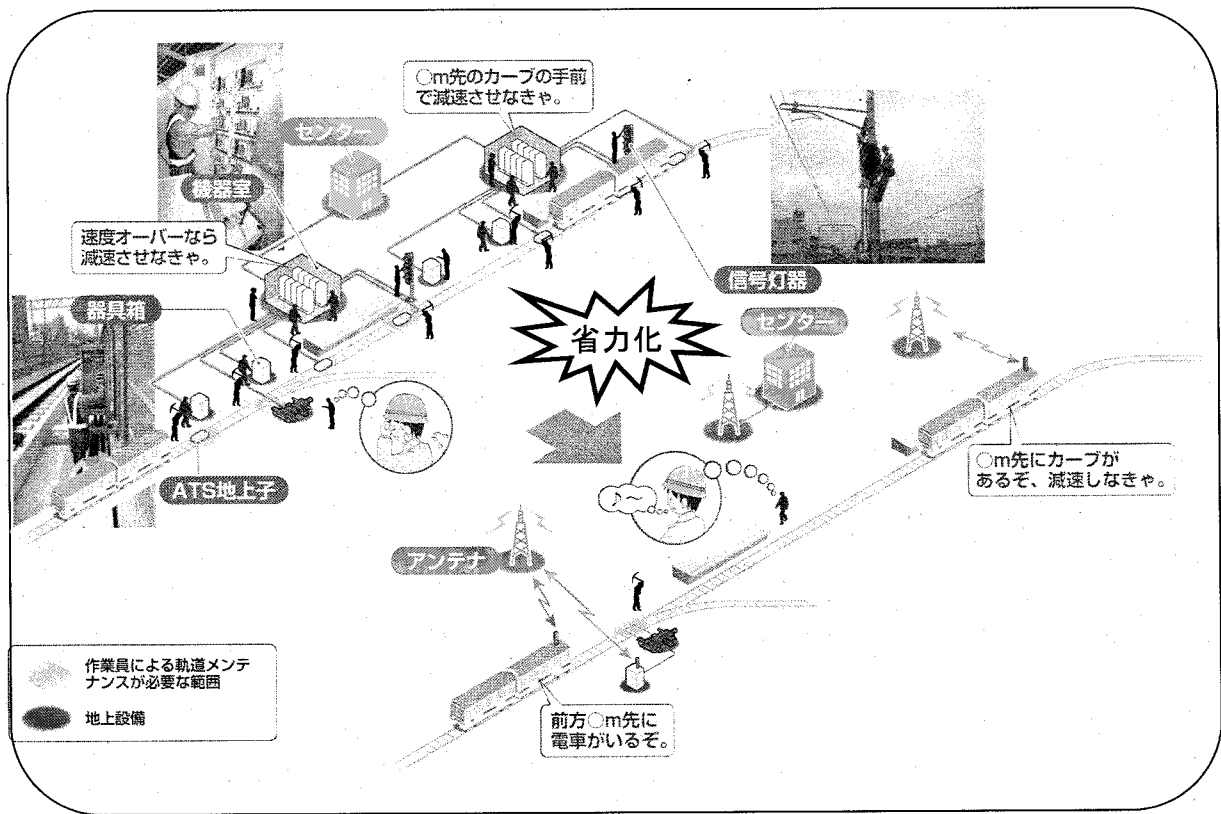 ○m先のカーブの手前
で減速させなきゃ。
センター
機器室
速度オーバーなら
減速させなきゃ。
器具箱
信号灯器
省力化
センター
ATS地上子
○m先にカーブが
あるぞ、減速しなきゃ。
♪〜
アンテナ
作業員による軌道メンテ
ナンスが必要な範囲
地上設備
前方○m先に
電車がいるぞ。